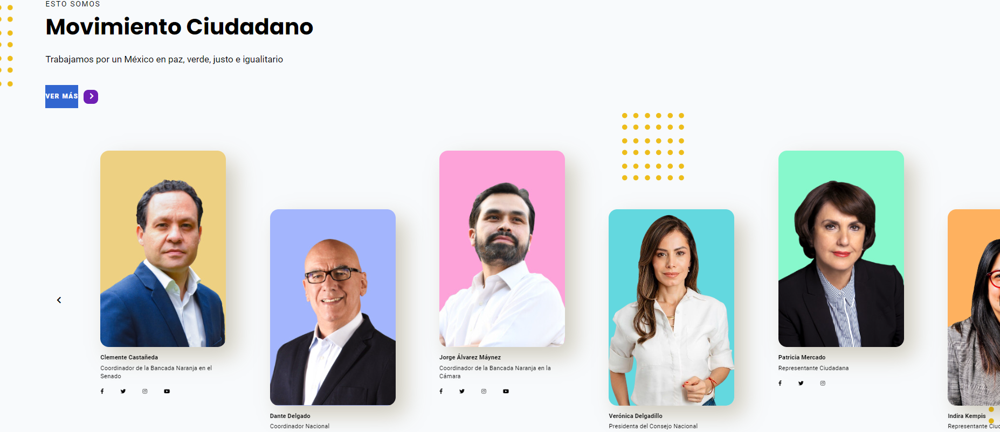 ESTO SOMOS
Movimiento Ciudadano
Trabajamos por un México en paz, verde, justo e igualitario
VER MÁS
Clemente Castañeda
Coordinador de la Bancada Naranja en el
Senado
Dante Delgado
Coordinador Nacional
Jorge Álvarez Máynez
Coordinador de la Bancada Naranja en la
Cámara
Verónica Delgadillo
Presidenta del Consejo Nacional
Patricia Mercado
Representante Ciudadana
Indira Kempis
Representante